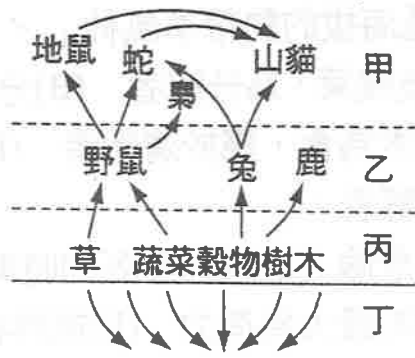 地鼠 蛇 山貓 甲
梟
野鼠 兔 鹿 乙
草 蔬菜穀物樹木 丙
丁